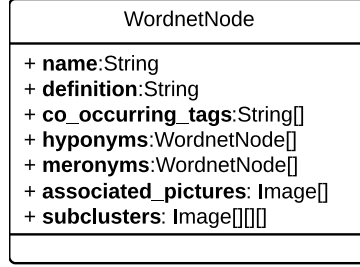 WordnetNode
+ name:String
+ definition:String
+ co_occurring_tags:String[]
+ hyponyms:WordnetNode[]
+ meronyms:WordnetNode[]
+ associated_pictures: Image[]
+ subclusters: Image[][][]